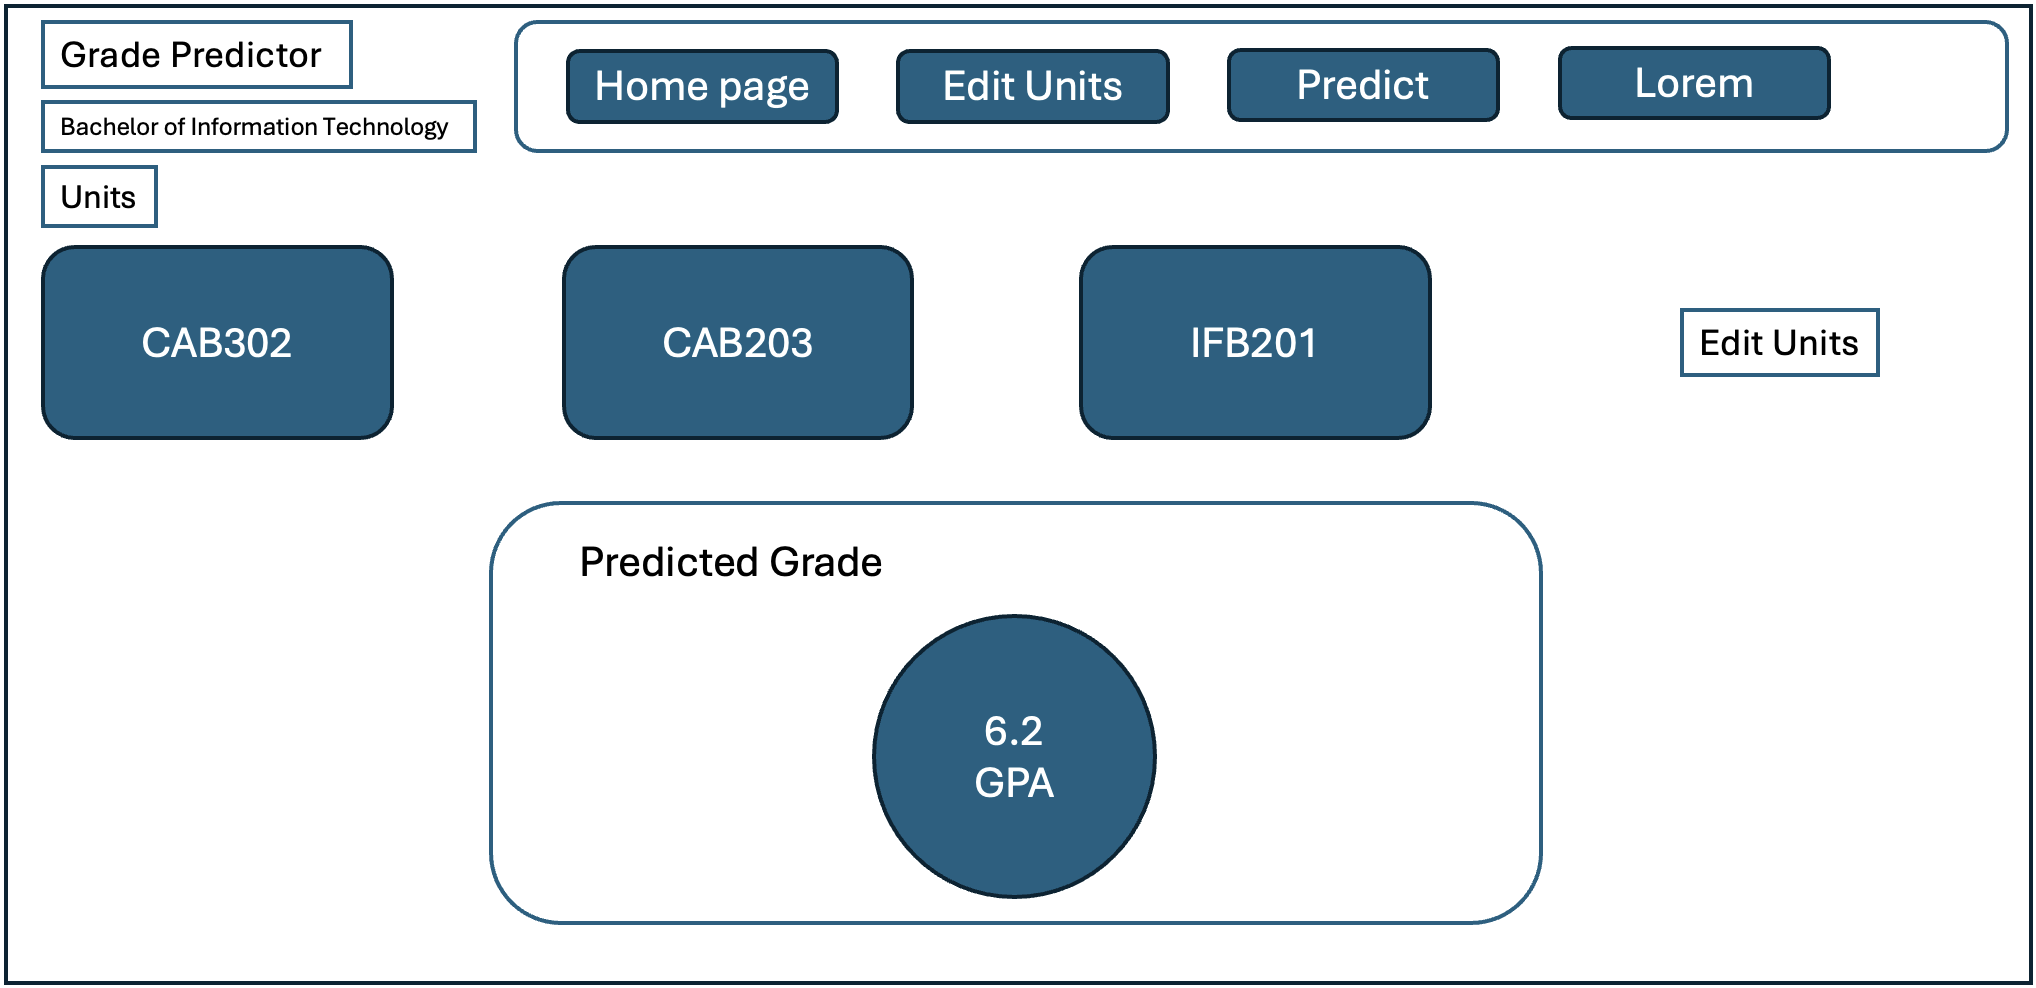 Grade Predictor
Bachelor of Information Technology
Home page
Edit Units
Predict
Lorem
Units
CAB302
CAB203
IFB201
Edit Units
Predicted Grade
6.2
GPA